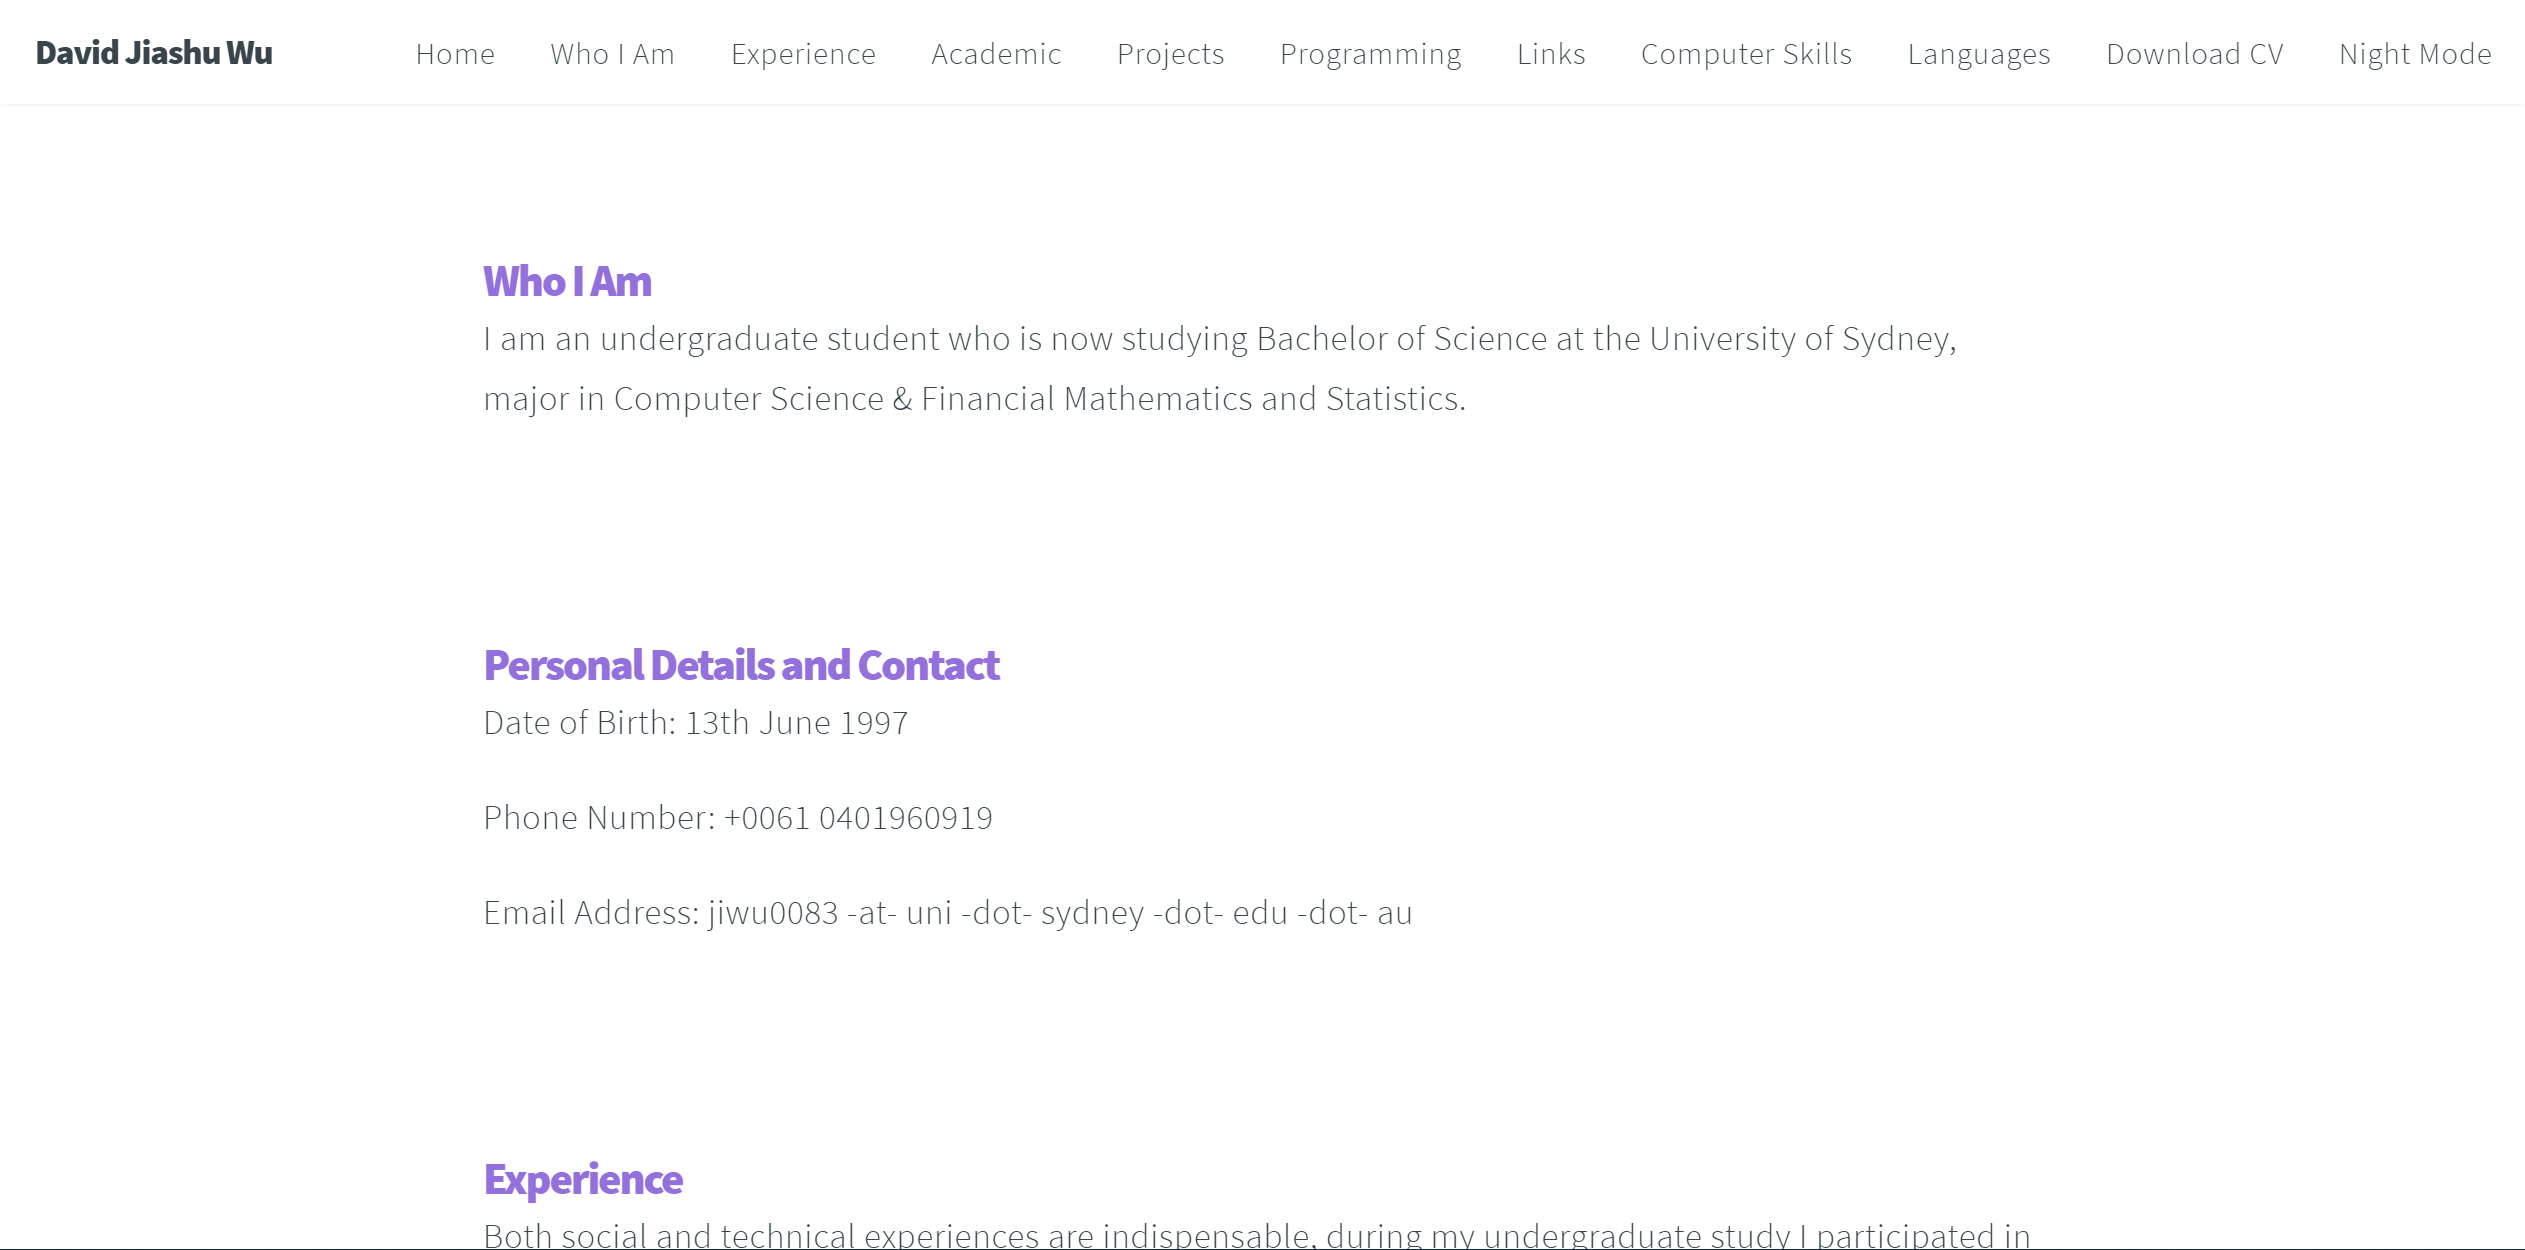 David Jiashu Wu
Home Who I Am Experience Academic Projects Programming Links Computer Skills Languages Download CV Night Mode
Who I Am
I am an undergraduate student who is now studying Bachelor of Science at the University of Sydney,
major in Computer Science & Financial Mathematics and Statistics.
Personal Details and Contact
Date of Birth: 13th June 1997
Phone Number: +0061 0401960919
Email Address: jiwu0083 -at- uni -dot- sydney -dot- edu -dot- au
Experience
Both social and technical experiences are indispensable, during my undergraduate study I participated in